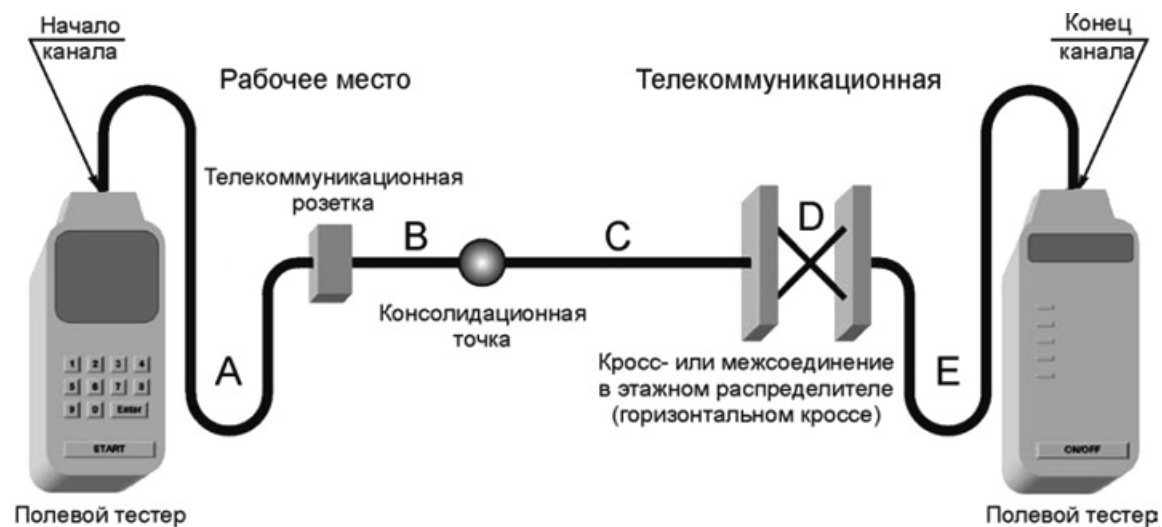 Начало
канала
Конец
канала
Рабочее место
Телекоммуникационная
Телекоммуникационная
розетка
A
B
C
D
E
Консолидационная
точка
Кросс- или межсоединение
в этажном распределителе
(горизонтальном кроссе)
1 2 3 4
5 6 7 8
9 0 Enter
START
ON/OFF
Полевой тестер
Полевой тестер